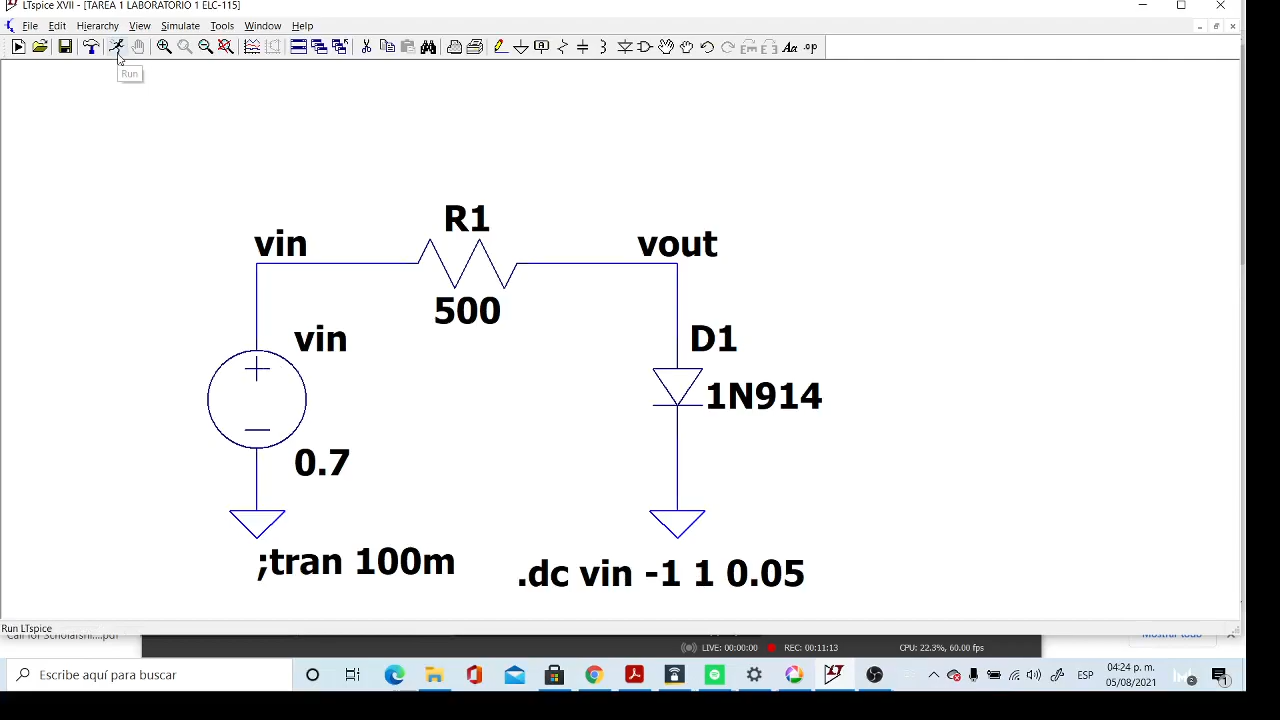 LTspice XVII - [TAREA 1 LABORATORIO 1 ELC-115]
File Edit Hierarchy View Simulate Tools Window Help
.op
Run
R1
vin
vout
500
vin
D1
1N914
0.7
;tran 100m
.dc vin -1 1 0.05
Run LTspice
Mostrar todo
LIVE: 00:00:00 REC: 00:11:13 CPU: 22.3%, 60.00 fps
Escribe aquí para buscar
ESP
04:24 p. m.
05/08/2021